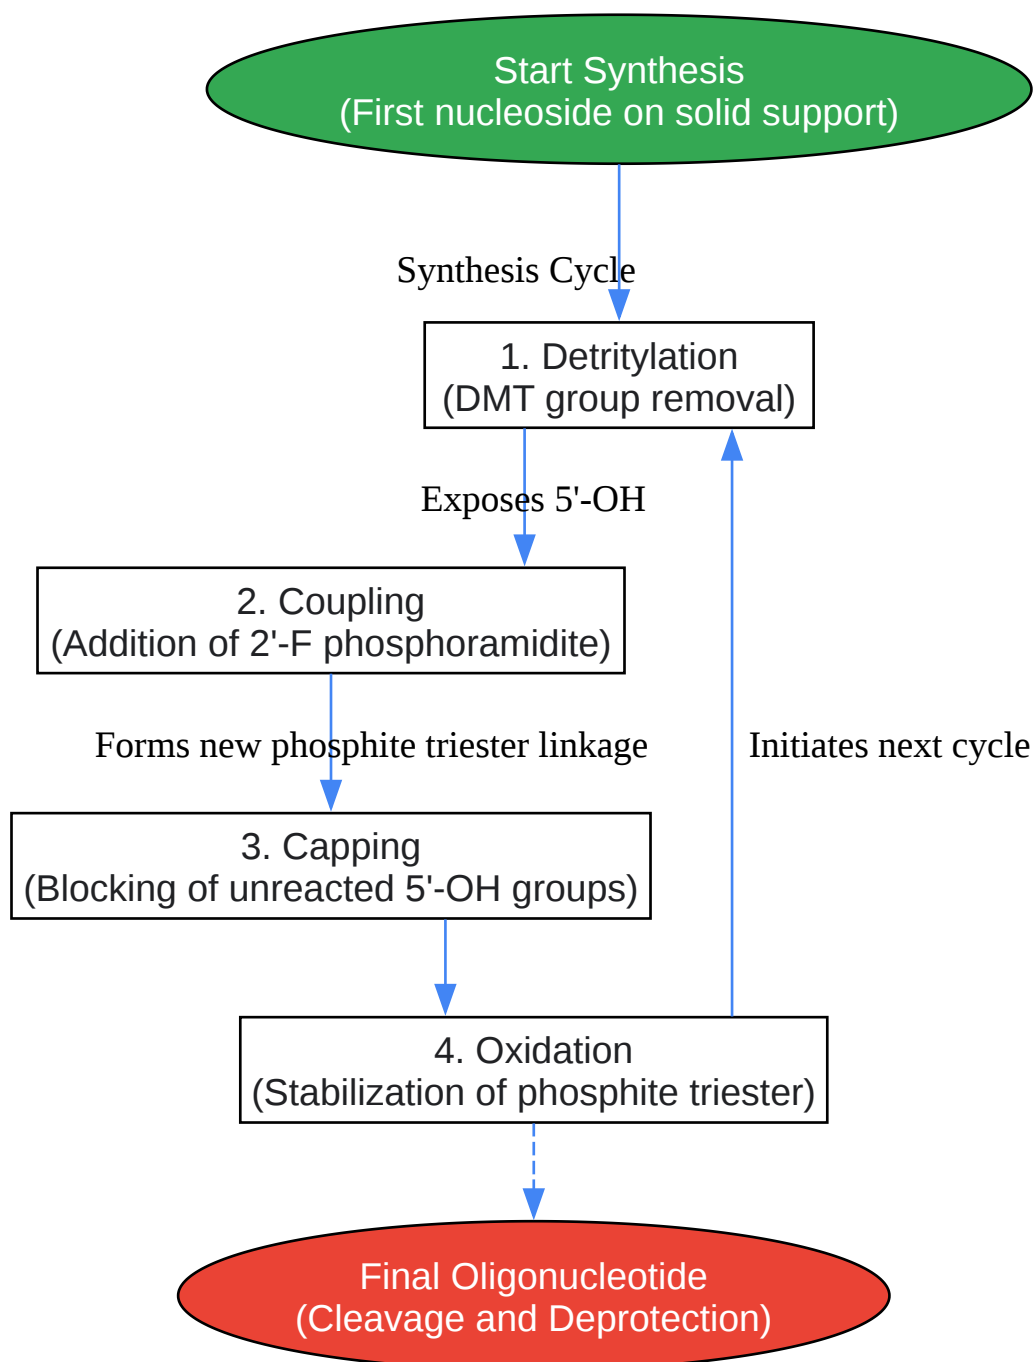 Start Synthesis
(First nucleoside on solid support)
Synthesis Cycle
1. Detritylation
(DMT group removal)
Exposes 5'-OH
2. Coupling
(Addition of 2'-F phosphoramidite)
Forms new phosphite triester linkage
Initiates next cycle
3. Capping
(Blocking of unreacted 5'-OH groups)
4. Oxidation
(Stabilization of phosphite triester)
Final Oligonucleotide
(Cleavage and Deprotection)